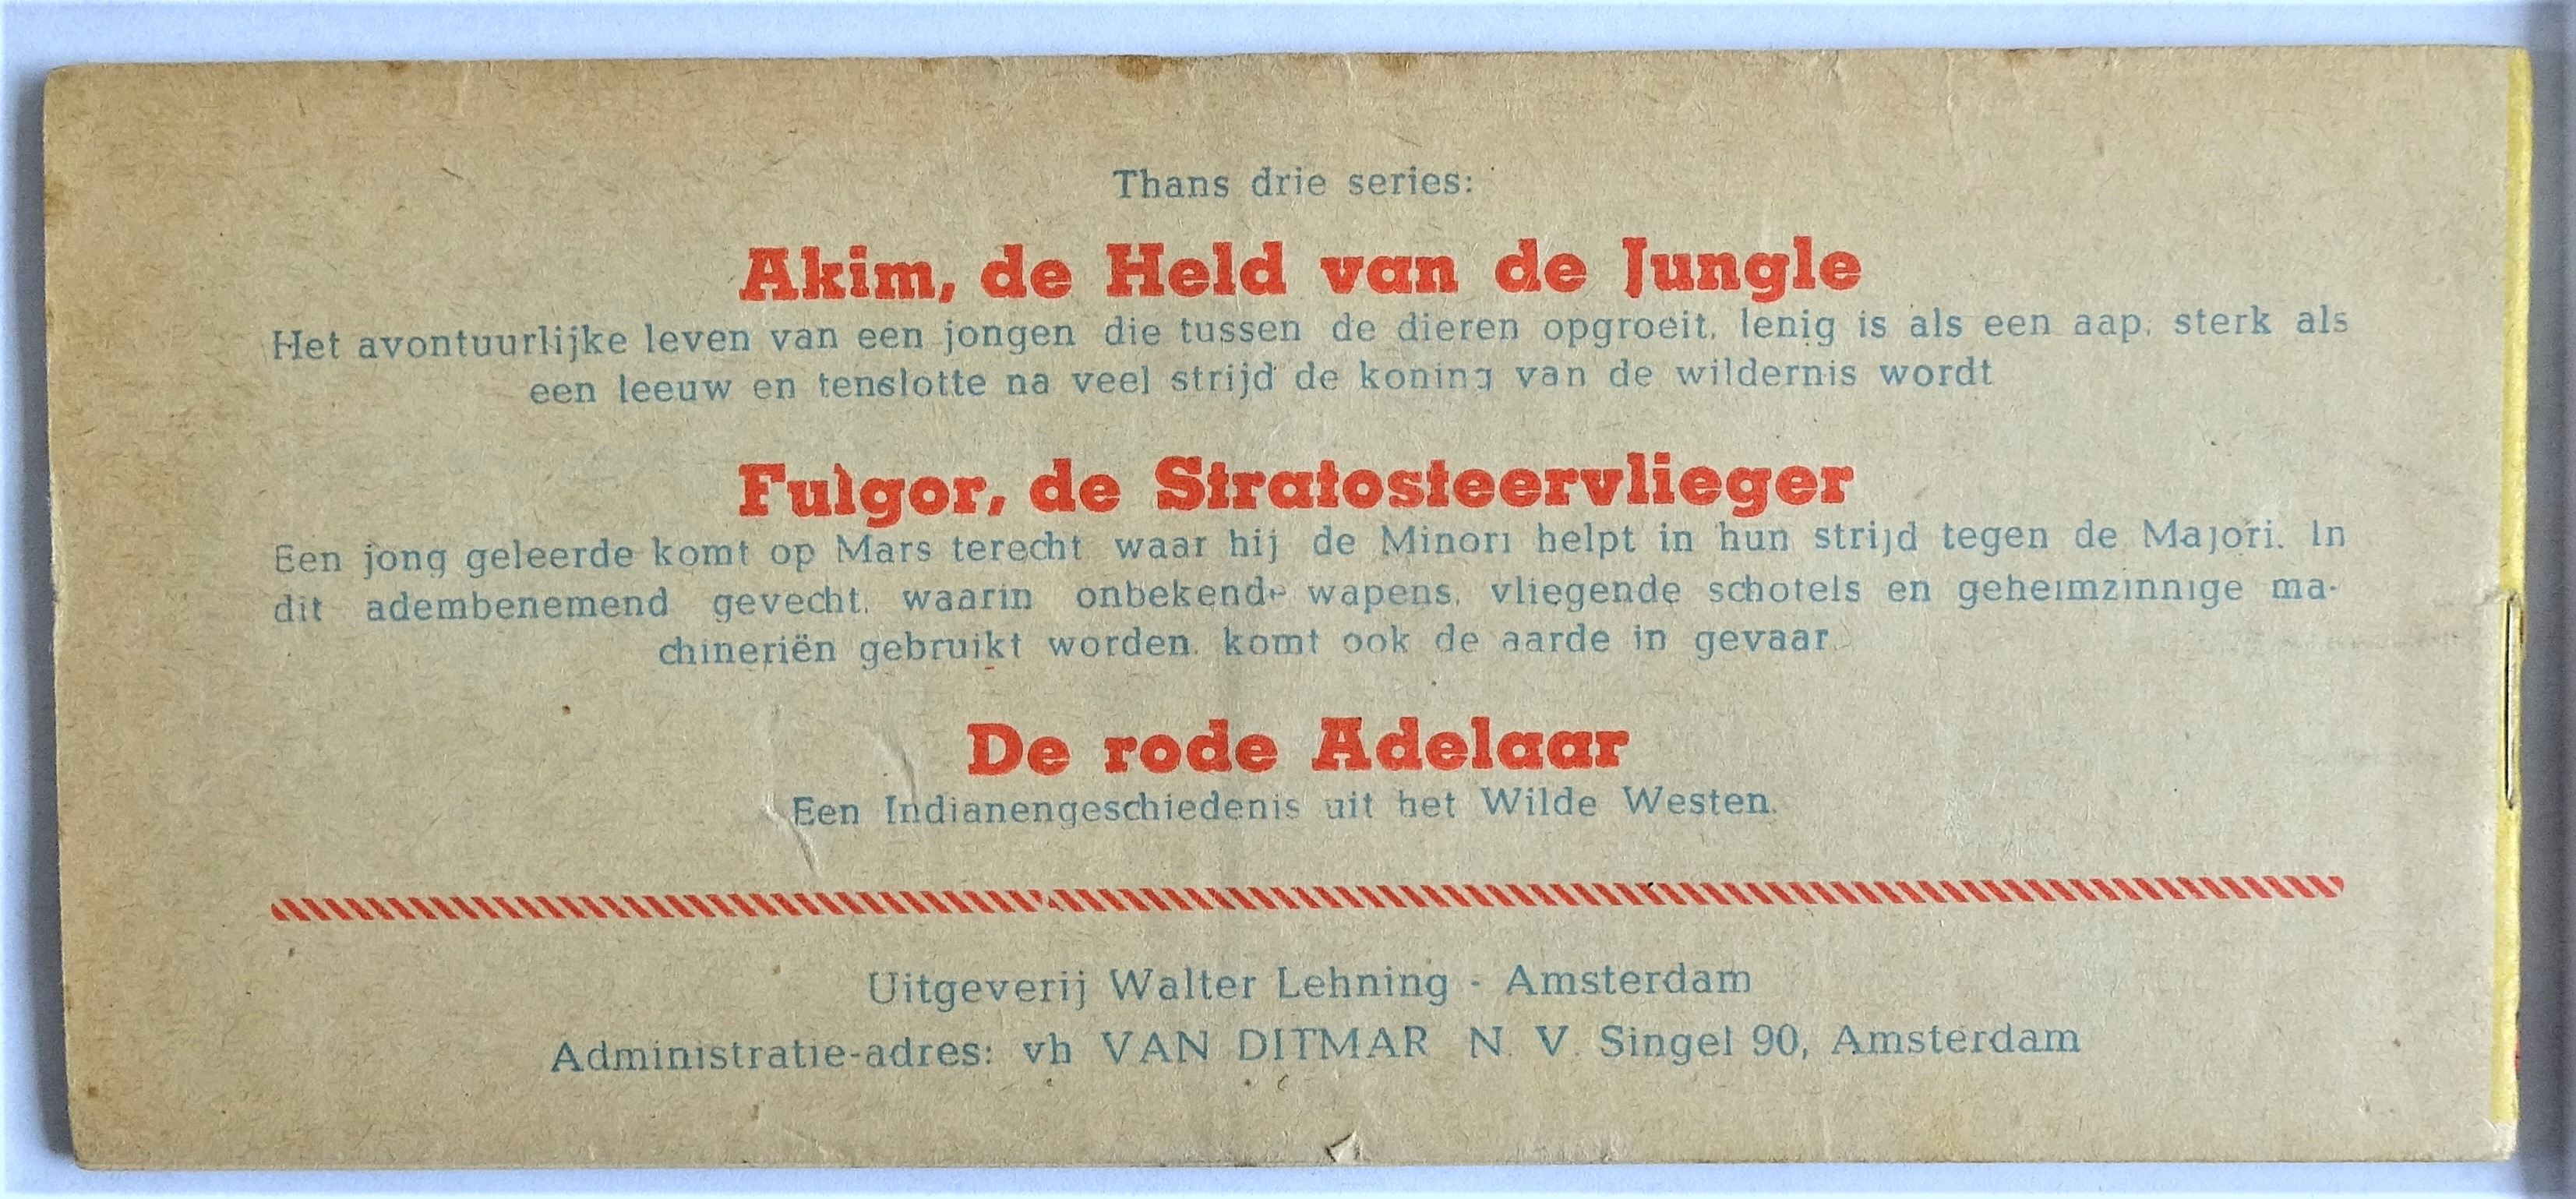 Thans drie series:
Akim, de Held van de Jungle
Het avontuurlijke leven van een jongen die tussen de dieren opgroeit, lenig is als een aap, sterk als
een leeuw en tenslotte na veel strijd de koning van de wildernis wordt
Fulgor, de Stratosfeervlieger
Een jong geleerde komt op Mars terecht waar hij de Minori helpt in hun strijd tegen de Majori. In
dit adembenemend gevecht, waarin onbekende wapens, vliegende schotels en geheimzinnige ma-
chineriën gebruikt worden, komt ook de aarde in gevaar.
De rode Adelaar
Een Indianengeschiedenis uit het Wilde Westen.
Uitgeverij Walter Lehning - Amsterdam
Administratie-adres: vh VAN DITMAR N. V. Singel 90, Amsterdam